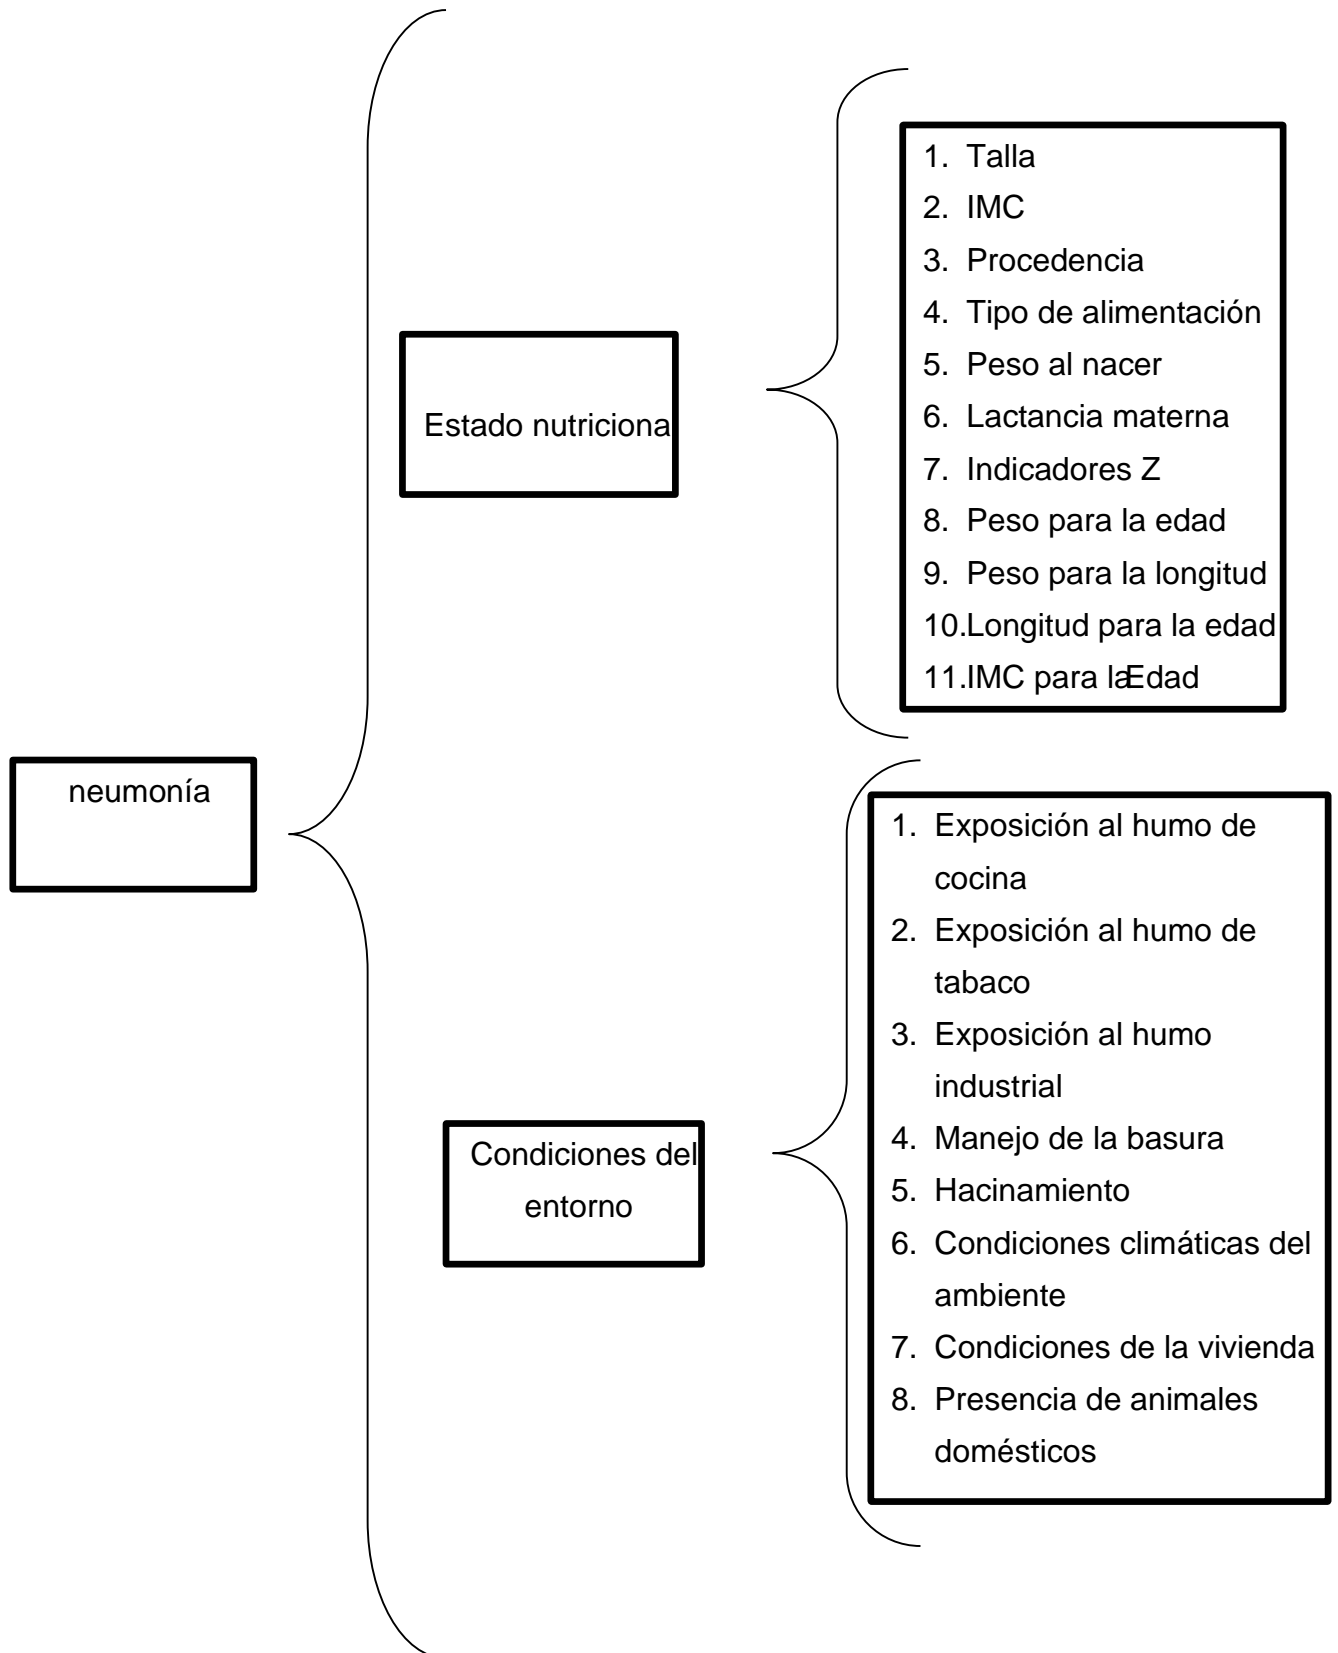 neumonía
Estado nutriciona
1. Talla
2. IMC
3. Procedencia
4. Tipo de alimentación
5. Peso al nacer
6. Lactancia materna
7. Indicadores Z
8. Peso para la edad
9. Peso para la longitud
10.Longitud para la edad
11.IMC para laEdad
Condiciones del
entorno
1. Exposición al humo de
cocina
2. Exposición al humo de
tabaco
3. Exposición al humo
industrial
4. Manejo de la basura
5. Hacinamiento
6. Condiciones climáticas del
ambiente
7. Condiciones de la vivienda
8. Presencia de animales
domésticos